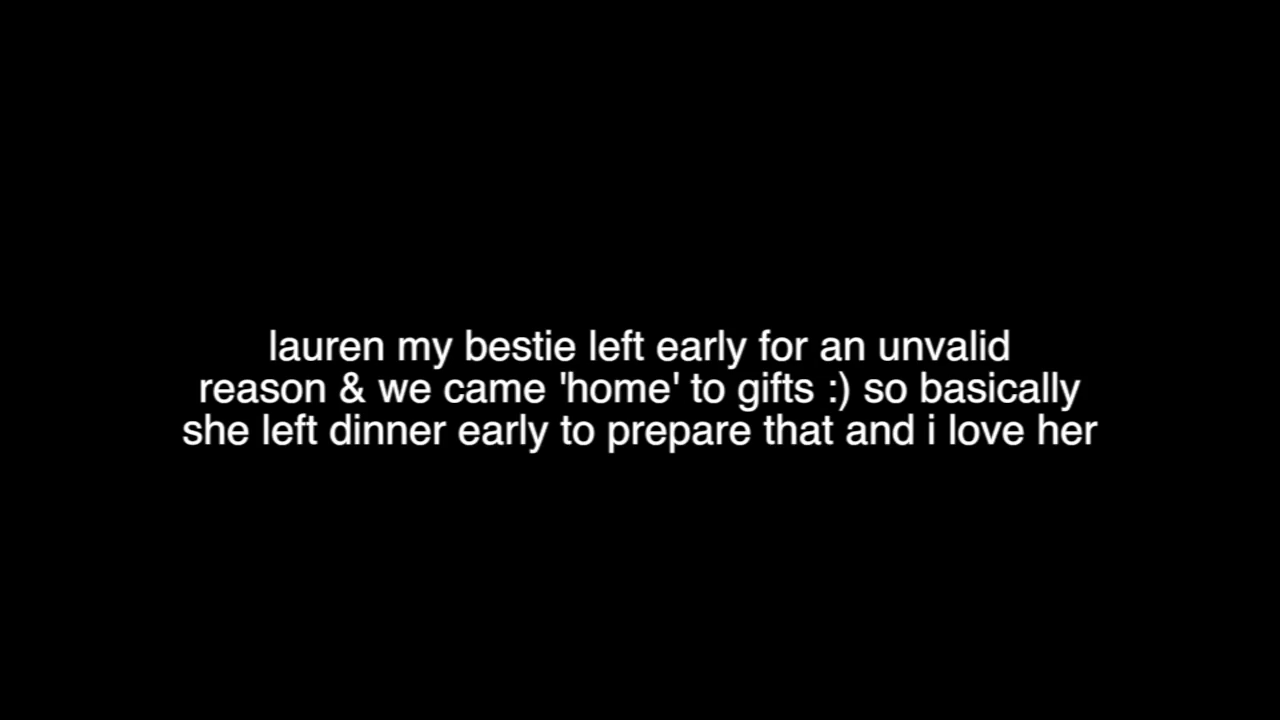 lauren my bestie left early for an unvalid
reason & we came 'home' to gifts :) so basically
she left dinner early to prepare that and i love her